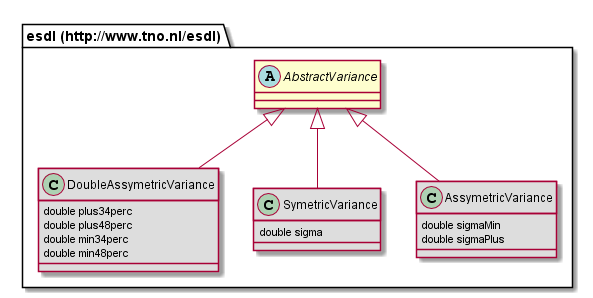 esdl (http://www.tno.nl/esdl)
A AbstractVariance
C DoubleAssymetricVariance
double plus34perc
double plus48perc
double min34perc
double min48perc
C SymetricVariance
double sigma
C AssymetricVariance
double sigmaMin
double sigmaPlus